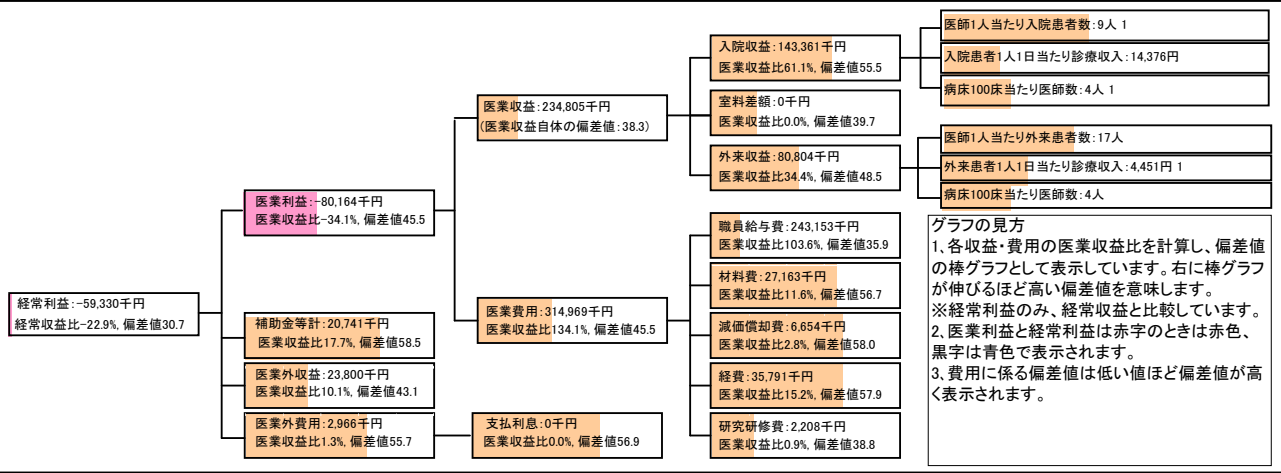 経常利益:-59,330千円
経常収支比-22.9%, 偏差値30.7
医業利益:-80,164千円
医業収益比-34.1%, 偏差値45.5
補助金等計:20,741千円
医業収益比17.7%, 偏差値58.5
医業外収益:23,800千円
医業収益比10.1%, 偏差値43.1
医業外費用:2,966千円
医業収益比1.3%, 偏差値55.7
支払利息:0千円
医業収益比0.0%, 偏差値56.9
医業収益:234,805千円
(医業収益自体の偏差値:38.3)
医業費用:314,969千円
医業収益比134.1%, 偏差値45.5
入院収益:143,361千円
医業収益比61.1%, 偏差値55.5
室料差額:0千円
医業収益比0.0%, 偏差値39.7
外来収益:80,804千円
医業収益比34.4%, 偏差値48.5
職員給与費:243,153千円
医業収益比103.6%, 偏差値35.9
材料費:27,163千円
医業収益比11.6%, 偏差値56.7
減価償却費:6,654千円
医業収益比2.8%, 偏差値58.0
経費:35,791千円
医業収益比15.2%, 偏差値57.9
研究研修費:2,208千円
医業収益比0.9%, 偏差値38.8
医師1人当たり入院患者数:9人 1
入院患者1人1日当たり診療収入:14,376円
病床100床当たり医師数:4人 1
医師1人当たり外来患者数:17人
外来患者1人1日当たり診療収入:4,451円 1
病床100床当たり医師数:4人
グラフの見方
1、各収益・費用の医業収益比を計算し、偏差値
の棒グラフとして表示しています。右に棒グラフ
が伸びるほど高い偏差値を意味します。
※経常利益のみ、経常収益と比較しています。
2、医業利益と経常利益は赤字のときは赤色、
黒字は青色で表示されます。
3、費用に係る偏差値は低い値ほど偏差値が高
く表示されます。